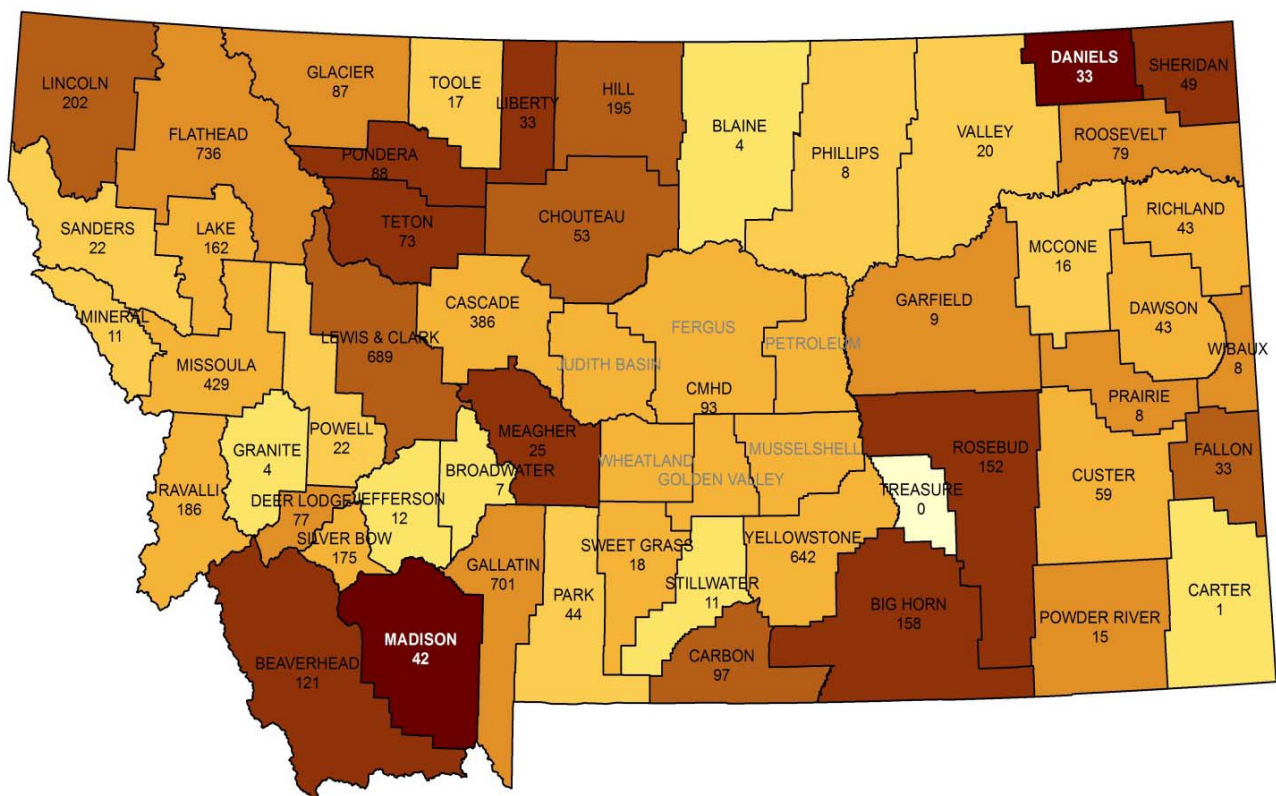 LINCOLN
202
FLATHEAD
736
GLACIER
87
TOOLE
17
LIBERTY
33
HILL
195
BLAINE
4
PHILLIPS
8
VALLEY
20
DANIELS
33
SHERIDAN
49
ROOSEVELT
79
PONDERA
88
TETON
73
CHOUTEAU
53
SANDERS
22
LAKE
162
RICHLAND
43
MCCONE
16
GARFIELD
9
DAWSON
43
WIBAUX
8
MINERAL
11
MISSOULA
429
LEWIS & CLARK
689
CASCADE
386
JUDITH BASIN
FERGUS
PETROLEUM
CMHD
93
PRAIRIE
8
FALLON
33
GRANITE
4
POWELL
22
MEAGHER
25
BROADWATER
7
WHEATLAND
GOLDEN VALLEY
MUSSELSHELL
TREASURE
0
ROSEBUD
152
CUSTER
59
RAVALLI
186
DEER LODGE
77
JEFFERSON
12
SILVER BOW
175
GALLATIN
701
PARK
44
SWEET GRASS
18
STILLWATER
11
YELLOWSTONE
642
BIG HORN
158
POWDER RIVER
15
CARTER
1
BEAVERHEAD
121
MADISON
42
CARBON
97